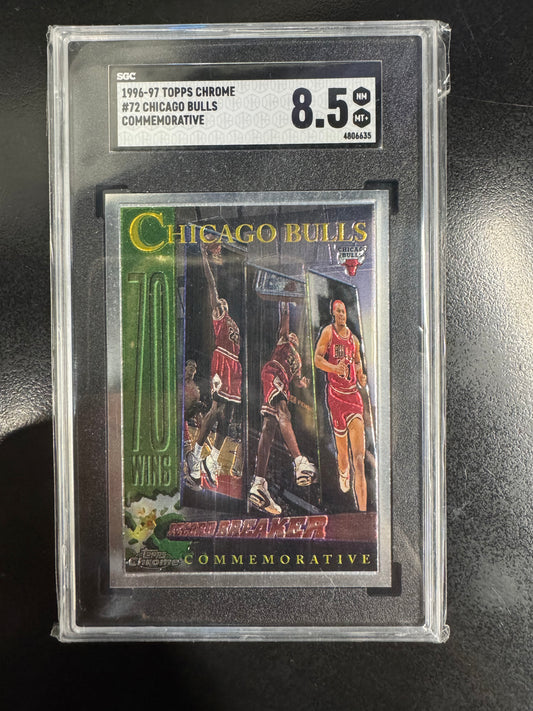 SGC
1996-97 TOPPS CHROME
#72 CHICAGO BULLS
COMMEMORATIVE
8.5
NM
MT+
4806635
CHICAGO BULLS
CHICAGO
BULLS
70
WINS
23
RECORD BREAKER
Topps
Chrome
COMMEMORATIVE